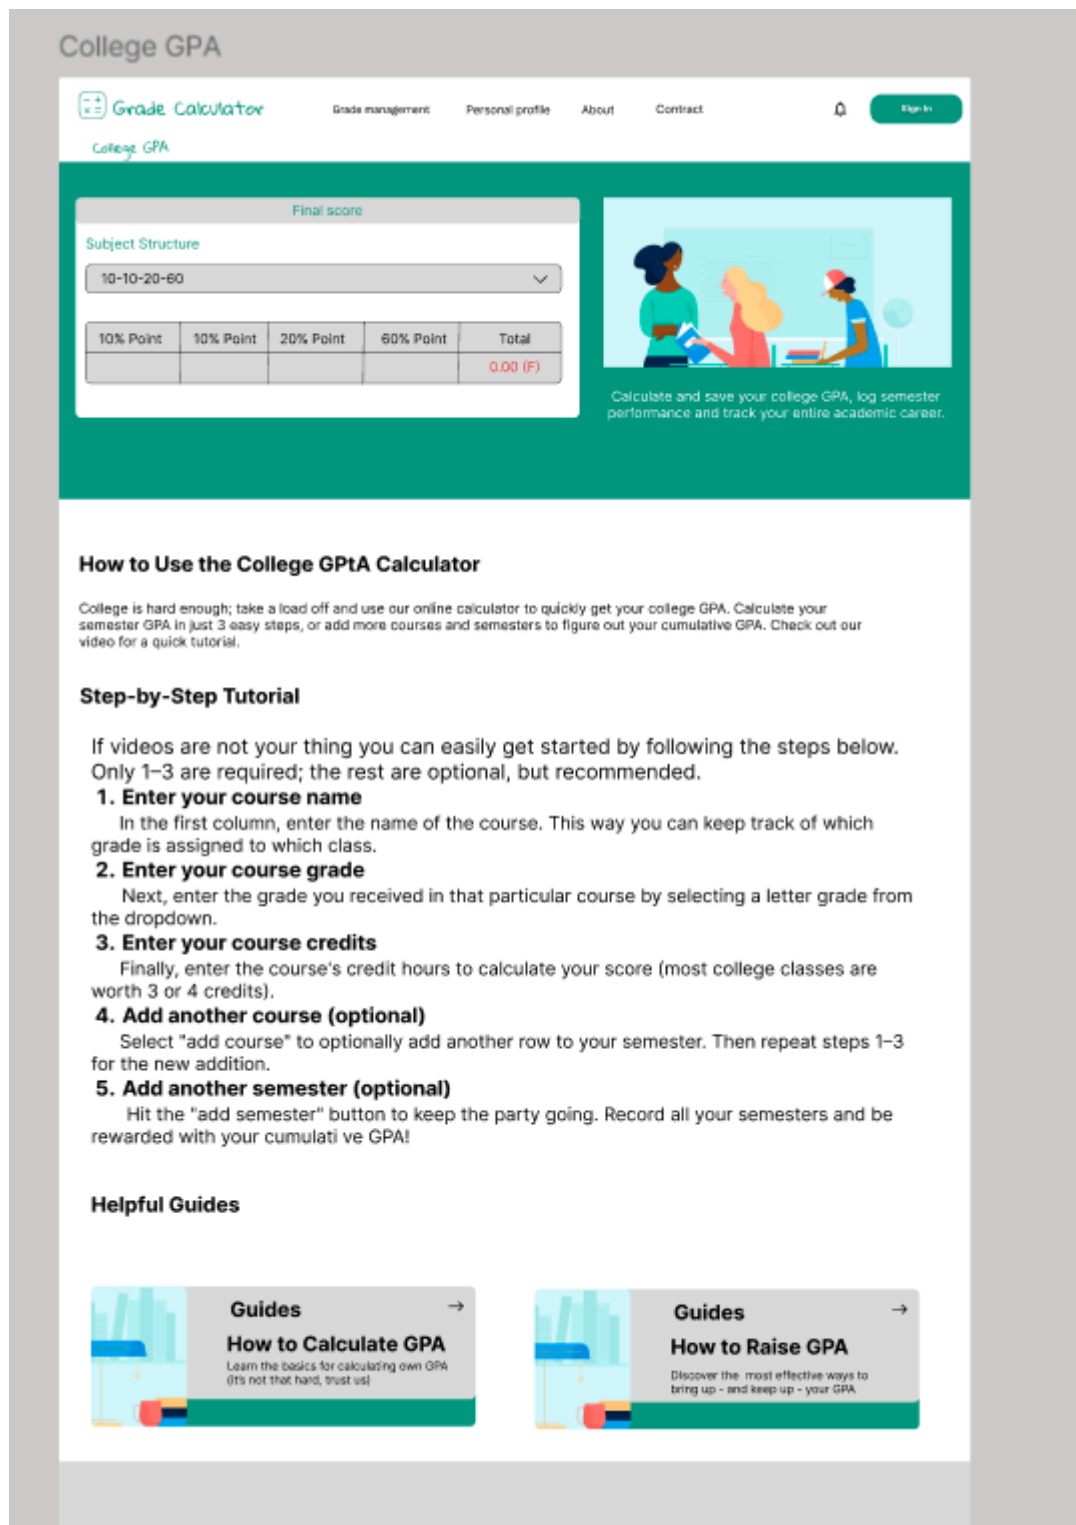 College GPA
Grade Calculator
Grade management
Personal profile
About
Contract
Sign In
College GPA
Final score
Subject Structure
10-10-20-60
10% Point
10% Point
20% Point
60% Point
Total
0.00 (F)
Calculate and save your college GPA, log semester
performance and track your entire academic career.
How to Use the College GPtA Calculator
College is hard enough; take a load off and use our online calculator to quickly get your college GPA. Calculate your
semester GPA in just 3 easy steps, or add more courses and semesters to figure out your cumulative GPA. Check out our
video for a quick tutorial.
Step-by-Step Tutorial
If videos are not your thing you can easily get started by following the steps below.
Only 1–3 are required; the rest are optional, but recommended.
1. Enter your course name
In the first column, enter the name of the course. This way you can keep track of which
grade is assigned to which class.
2. Enter your course grade
Next, enter the grade you received in that particular course by selecting a letter grade from
the dropdown.
3. Enter your course credits
Finally, enter the course's credit hours to calculate your score (most college classes are
worth 3 or 4 credits).
4. Add another course (optional)
Select "add course" to optionally add another row to your semester. Then repeat steps 1–3
for the new addition.
5. Add another semester (optional)
Hit the "add semester" button to keep the party going. Record all your semesters and be
rewarded with your cumulati ve GPA!
Helpful Guides
Guides
How to Calculate GPA
Learn the basics for calculating own GPA
(It's not that hard, trust us)
Guides
How to Raise GPA
Discover the most effective ways to
bring up - and keep up - your GPA